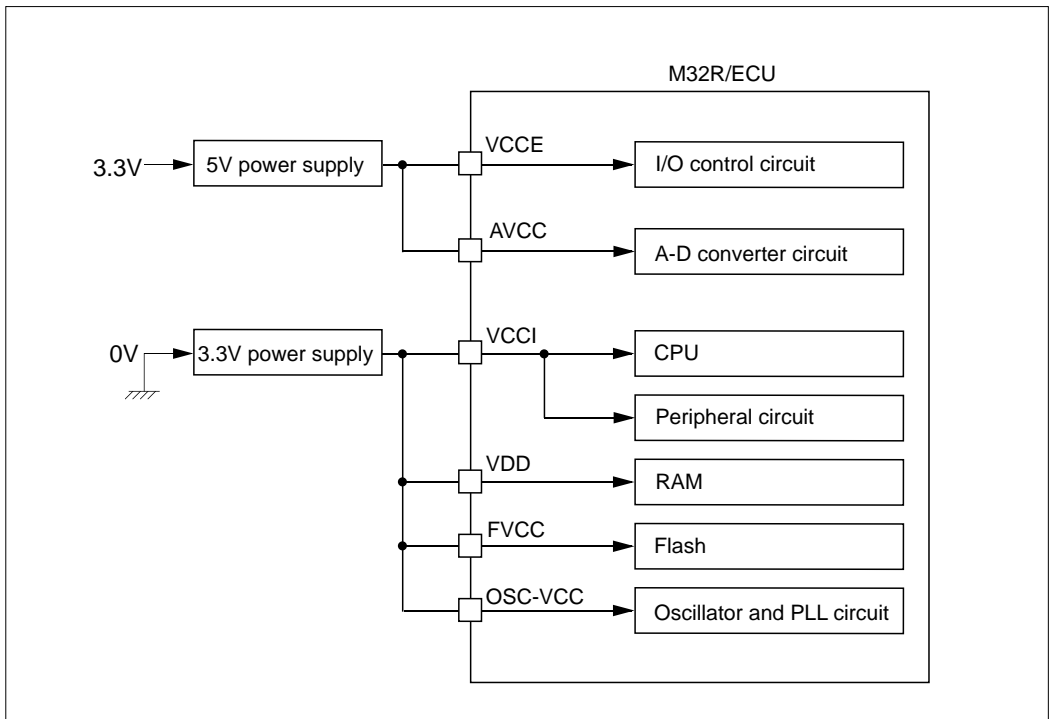 M32R/ECU
VCCE
3.3V
5V power supply
I/O control circuit
AVCC
A-D converter circuit
VCCI
0V
3.3V power supply
CPU
Peripheral circuit
VDD
RAM
FVCC
Flash
OSC-VCC
Oscillator and PLL circuit